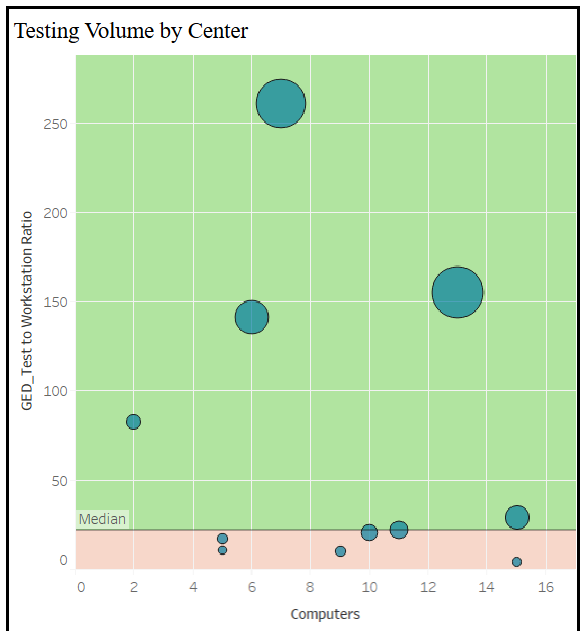 Testing Volume by Center
GED_Test to Workstation Ratio
250
200
150
100
50
Median
0
0 2 4 6 8 10 12 14 16
Computers